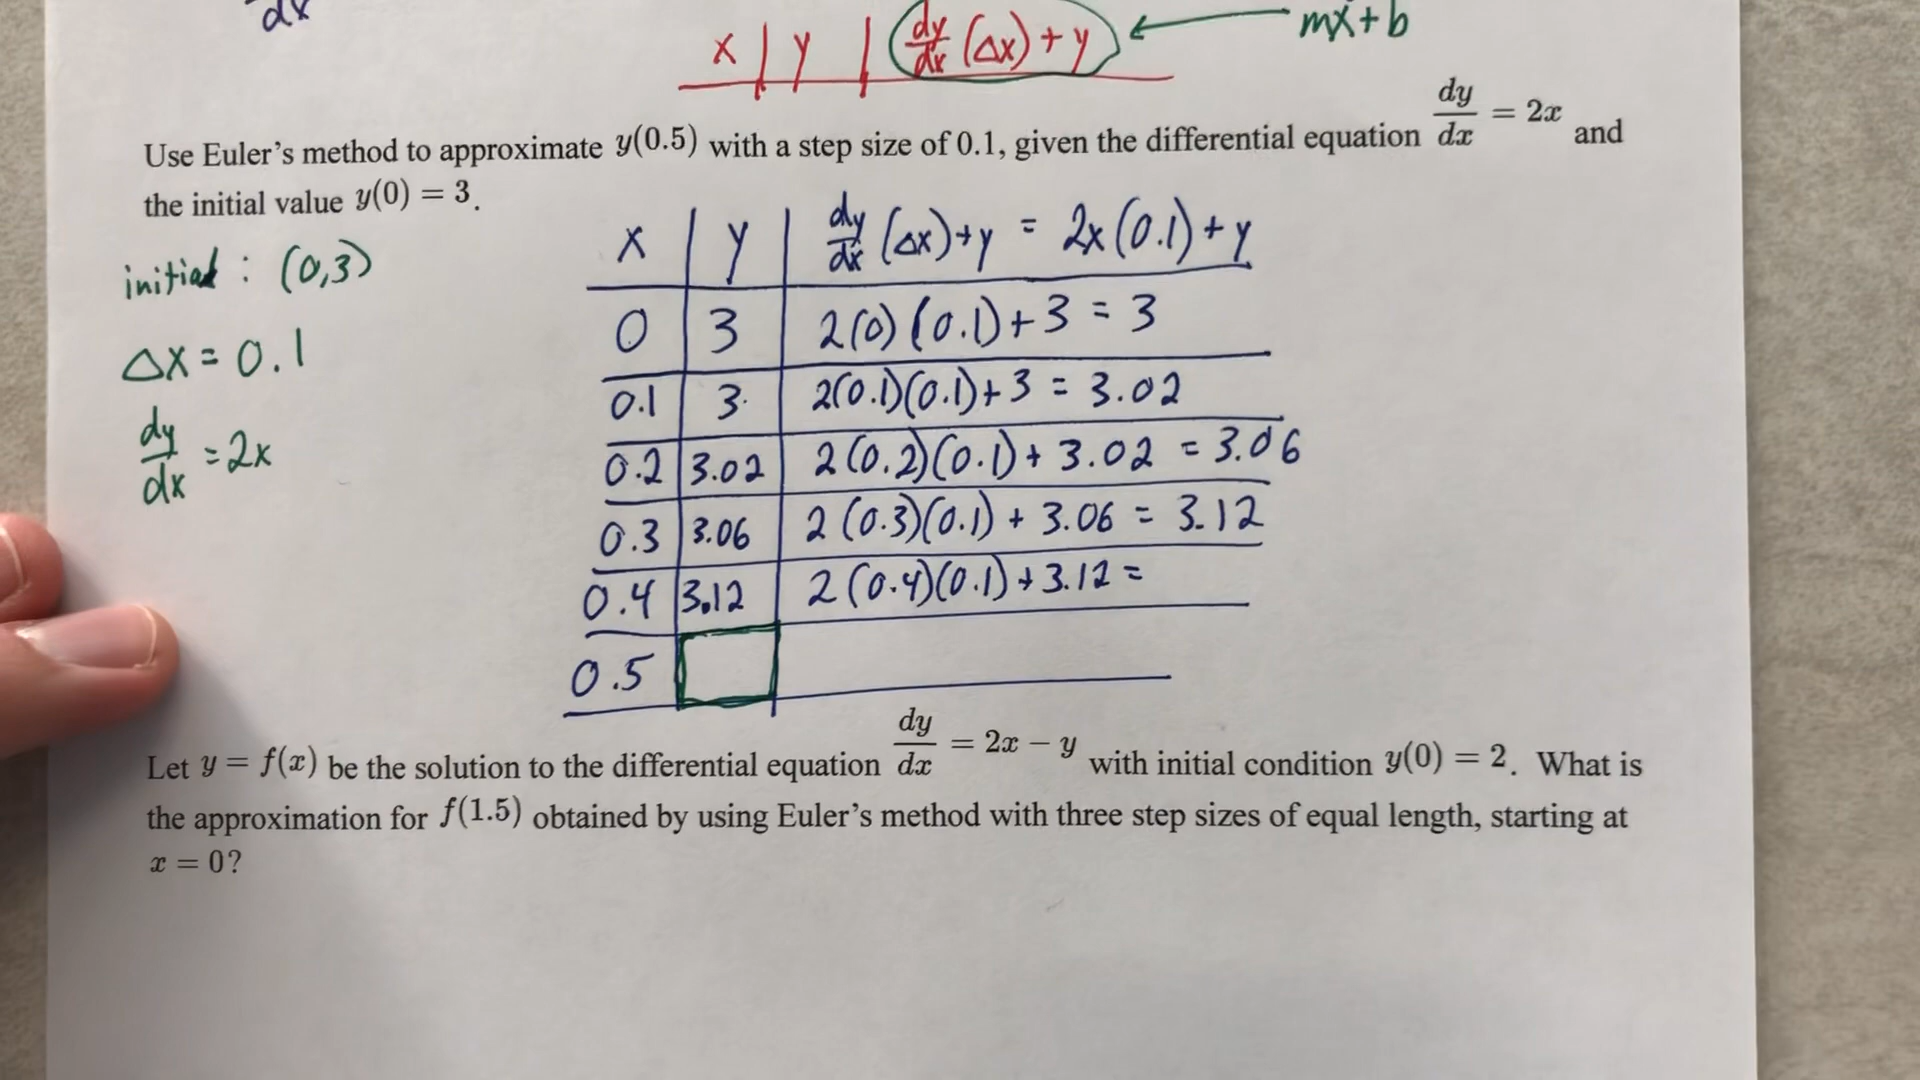 dx
x | y | dy/dx (Δx) + y ← mx + b
Use Euler's method to approximate y(0.5) with a step size of 0.1, given the differential equation dy/dx = 2x and
the initial value y(0) = 3.
x | y | dy/dx (Δx) + y = 2x (0.1) + y
initial : (0,3)
0 | 3 | 2(0)(0.1) + 3 = 3
Δx = 0.1
0.1 | 3 | 2(0.1)(0.1) + 3 = 3.02
dy/dx = 2x
0.2 | 3.02 | 2(0.2)(0.1) + 3.02 = 3.06
0.3 | 3.06 | 2(0.3)(0.1) + 3.06 = 3.12
0.4 | 3.12 | 2(0.4)(0.1) + 3.12 =
0.5
Let y = f(x) be the solution to the differential equation dy/dx = 2x − y with initial condition y(0) = 2. What is
the approximation for f(1.5) obtained by using Euler's method with three step sizes of equal length, starting at
x = 0?